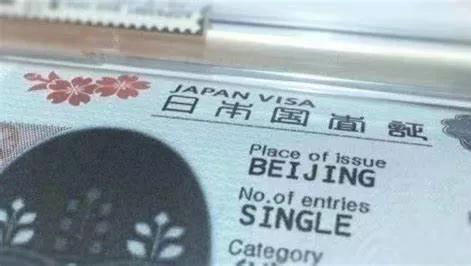 JAPAN VISA
日本国査証
Place of issue
BEIJING
No.of entries
SINGLE
Category